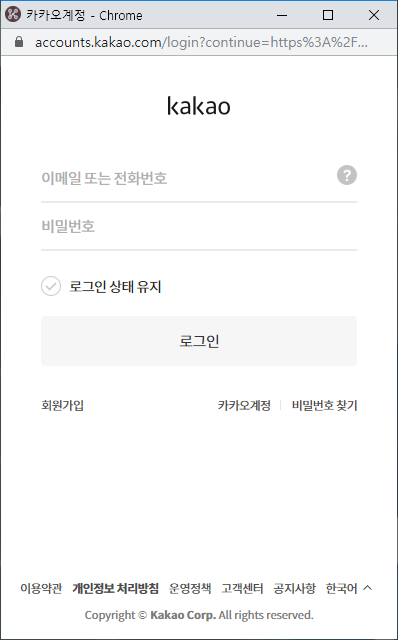 카카오계정 - Chrome
accounts.kakao.com/login?continue=https%3A%2F...
kakao
이메일 또는 전화번호 ?
비밀번호
로그인 상태 유지
로그인
회원가입 카카오계정 비밀번호 찾기
이용약관 개인정보 처리방침 운영정책 고객센터 공지사항 한국어
Copyright © Kakao Corp. All rights reserved.